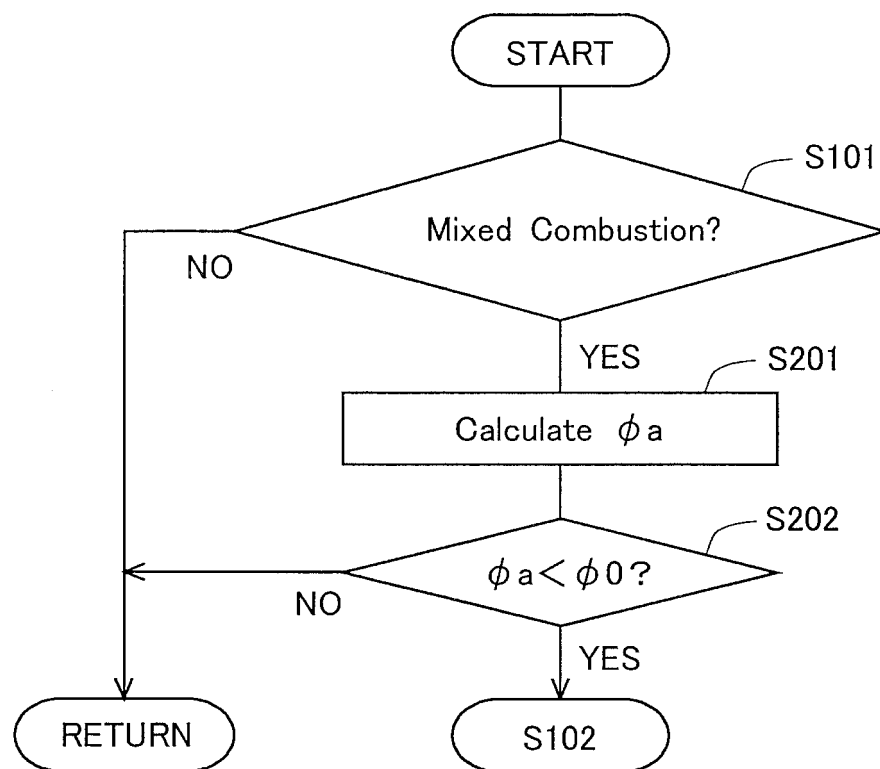 START
S101
Mixed Combustion?
NO
YES
S201
Calculate φa
S202
φa<φ0?
NO
YES
RETURN
S102